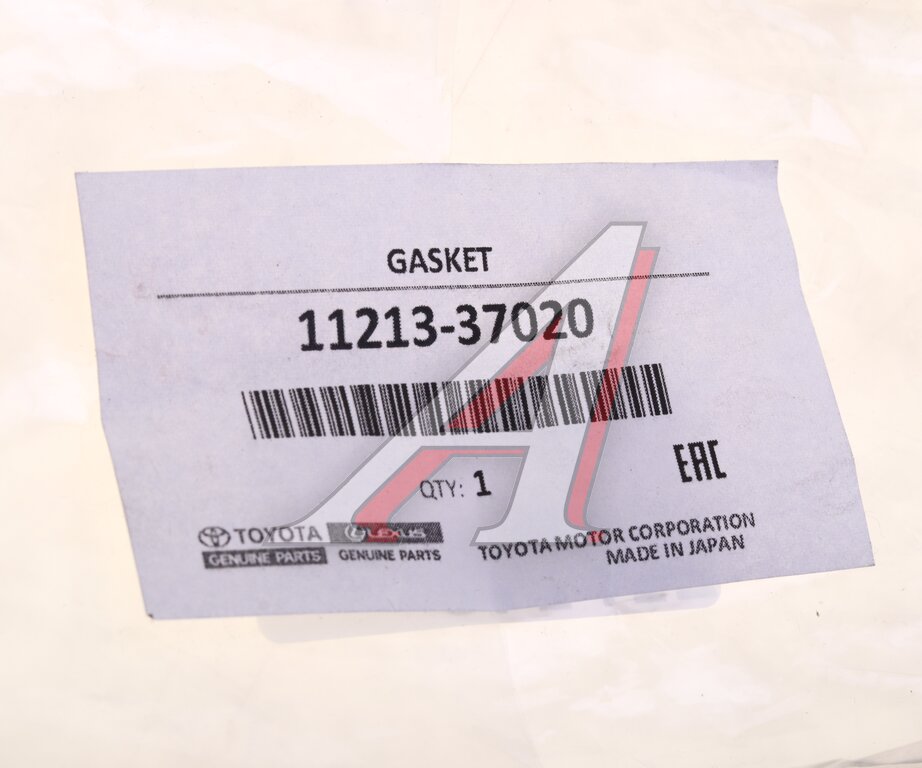 GASKET
11213-37020
QTY: 1
EAC
TOYOTA LEXUS
GENUINE PARTS GENUINE PARTS
TOYOTA MOTOR CORPORATION
MADE IN JAPAN